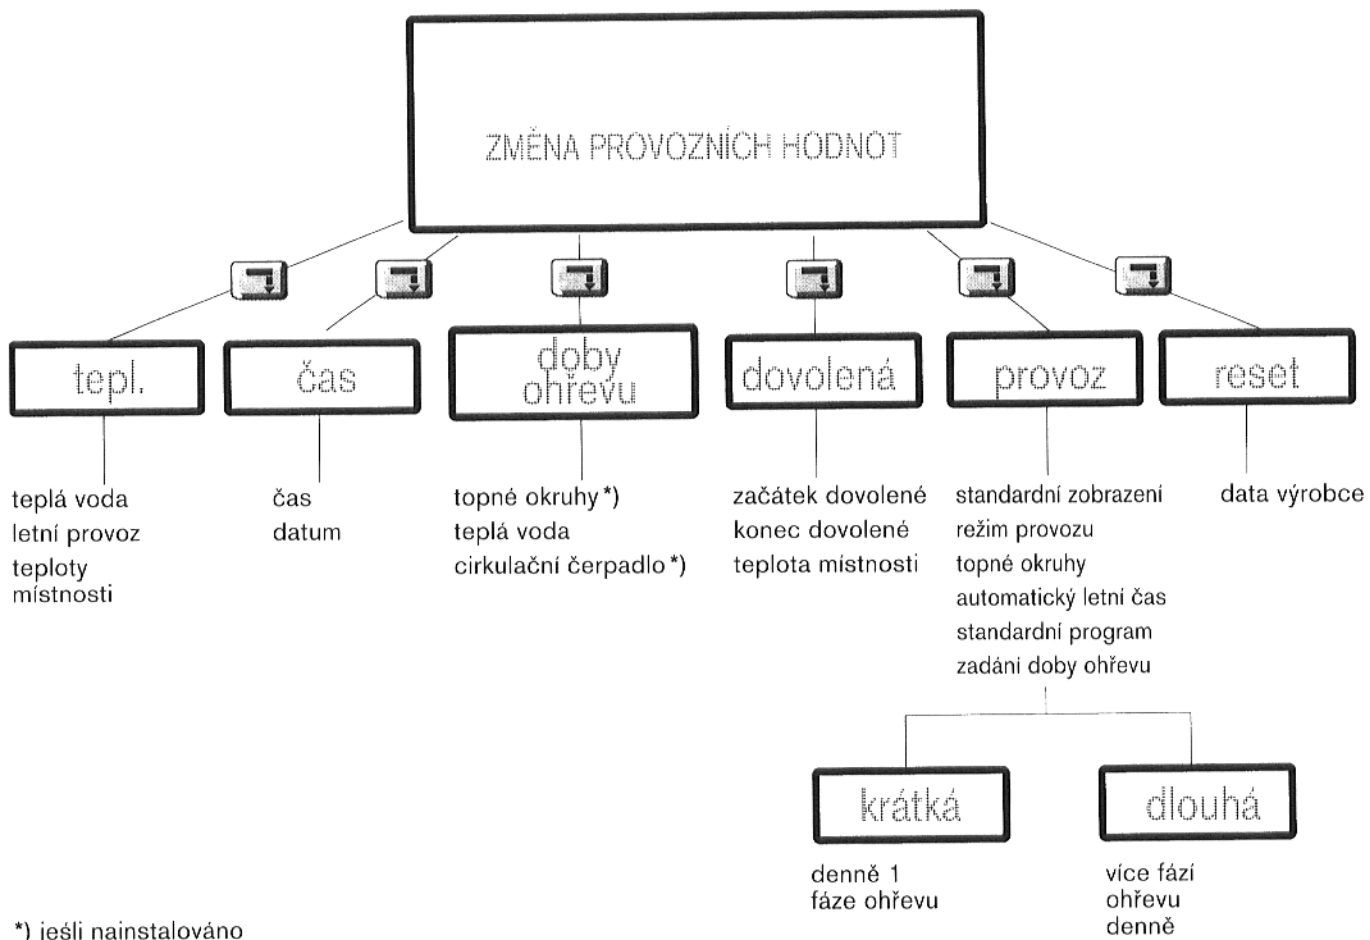 ZMĚNA PROVOZNÍCH HODNOT
tepl.
teplá voda
letní provoz
teploty
místnosti
čas
čas
datum
doby
ohřevu
topné okruhy *)
teplá voda
cirkulační čerpadlo *)
dovolená
začátek dovolené
konec dovolené
teplota místnosti
provoz
standardní zobrazení
režim provozu
topné okruhy
automatický letní čas
standardní program
zadání doby ohřevu
reset
data výrobce
krátká
denně 1
fáze ohřevu
dlouhá
více fází
ohřevu
denně
*) ješli nainstalováno